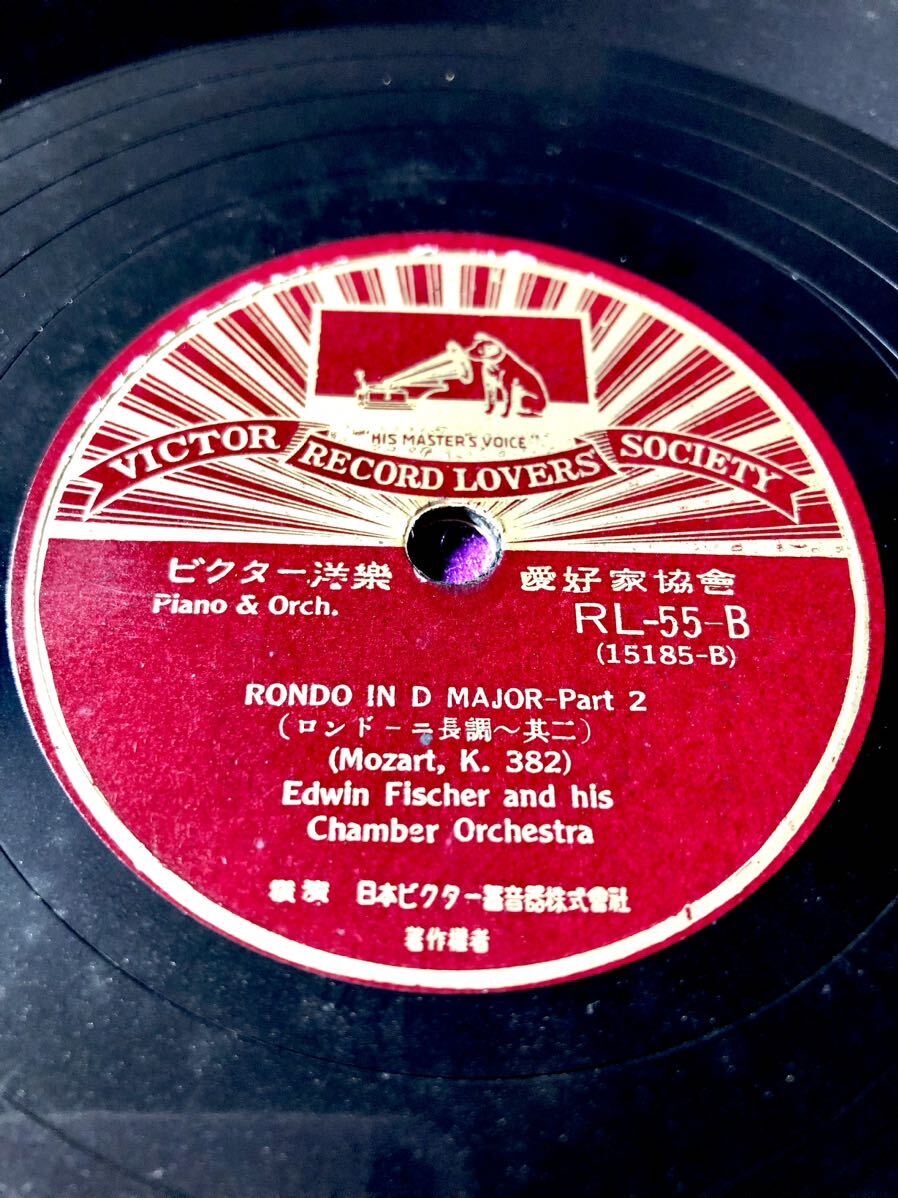 "HIS MASTER'S VOICE"
VICTOR RECORD LOVERS' SOCIETY
ビクター洋樂 愛好家協會
Piano & Orch. RL-55-B
(15185-B)
RONDO IN D MAJOR-Part 2
(ロンドーニ長調～其二)
(Mozart, K. 382)
Edwin Fischer and his
Chamber Orchestra
日本ビクター蓄音器株式會社
著作權者